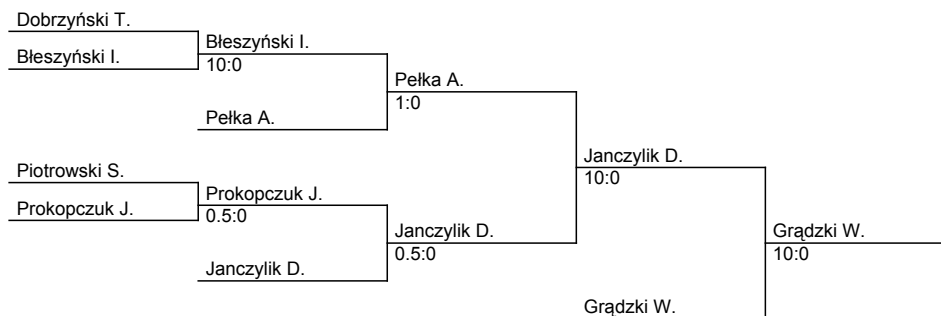 Dobrzyński T.
Błeszyński I.
Błeszyński I.
10:0
Pełka A.
Pełka A.
1:0
Piotrowski S.
Prokopczuk J.
Prokopczuk J.
0.5:0
Janczylik D.
Janczylik D.
0.5:0
Janczylik D.
10:0
Grądzki W.
Grądzki W.
10:0